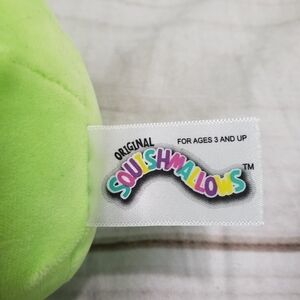 ORIGINAL
FOR AGES 3 AND UP
SQUISHMALLOWS
TM